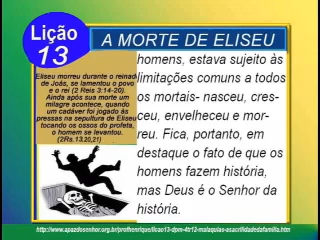 Lição
13
A MORTE DE ELISEU
Eliseu morreu durante o reinado
de Joás, se lamentou o povo
e o rei (2 Reis 3:14-20).
Ainda após sua morte um
milagre acontece, quando
um cadáver foi jogado às
pressas na sepultura de Eliseu
tocando os ossos do profeta,
o homem se levantou.
(2Rs.13.20,21)
homens, estava sujeito às
limitações comuns a todos
os mortais- nasceu, cres-
ceu, envelheceu e mor-
reu. Fica, portanto, em
destaque o fato de que os
homens fazem história,
mas Deus é o Senhor da
história.